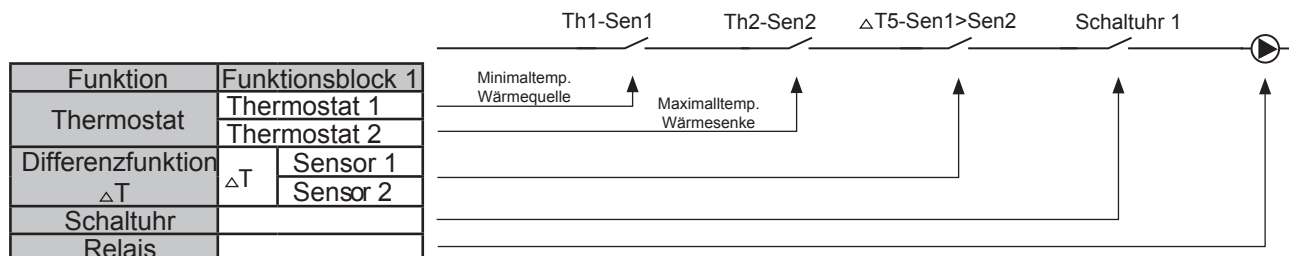 Th1-Sen1 Th2-Sen2 △T5-Sen1>Sen2 Schaltuhr 1
Minimaltemp.
Wärmequelle
Maximalltemp.
Wärmesenke
Funktion Funktionsblock 1
Thermostat
Thermostat 1
Thermostat 2
Differenzfunktion
△T
△T
Sensor 1
Sensor 2
Schaltuhr
Relais